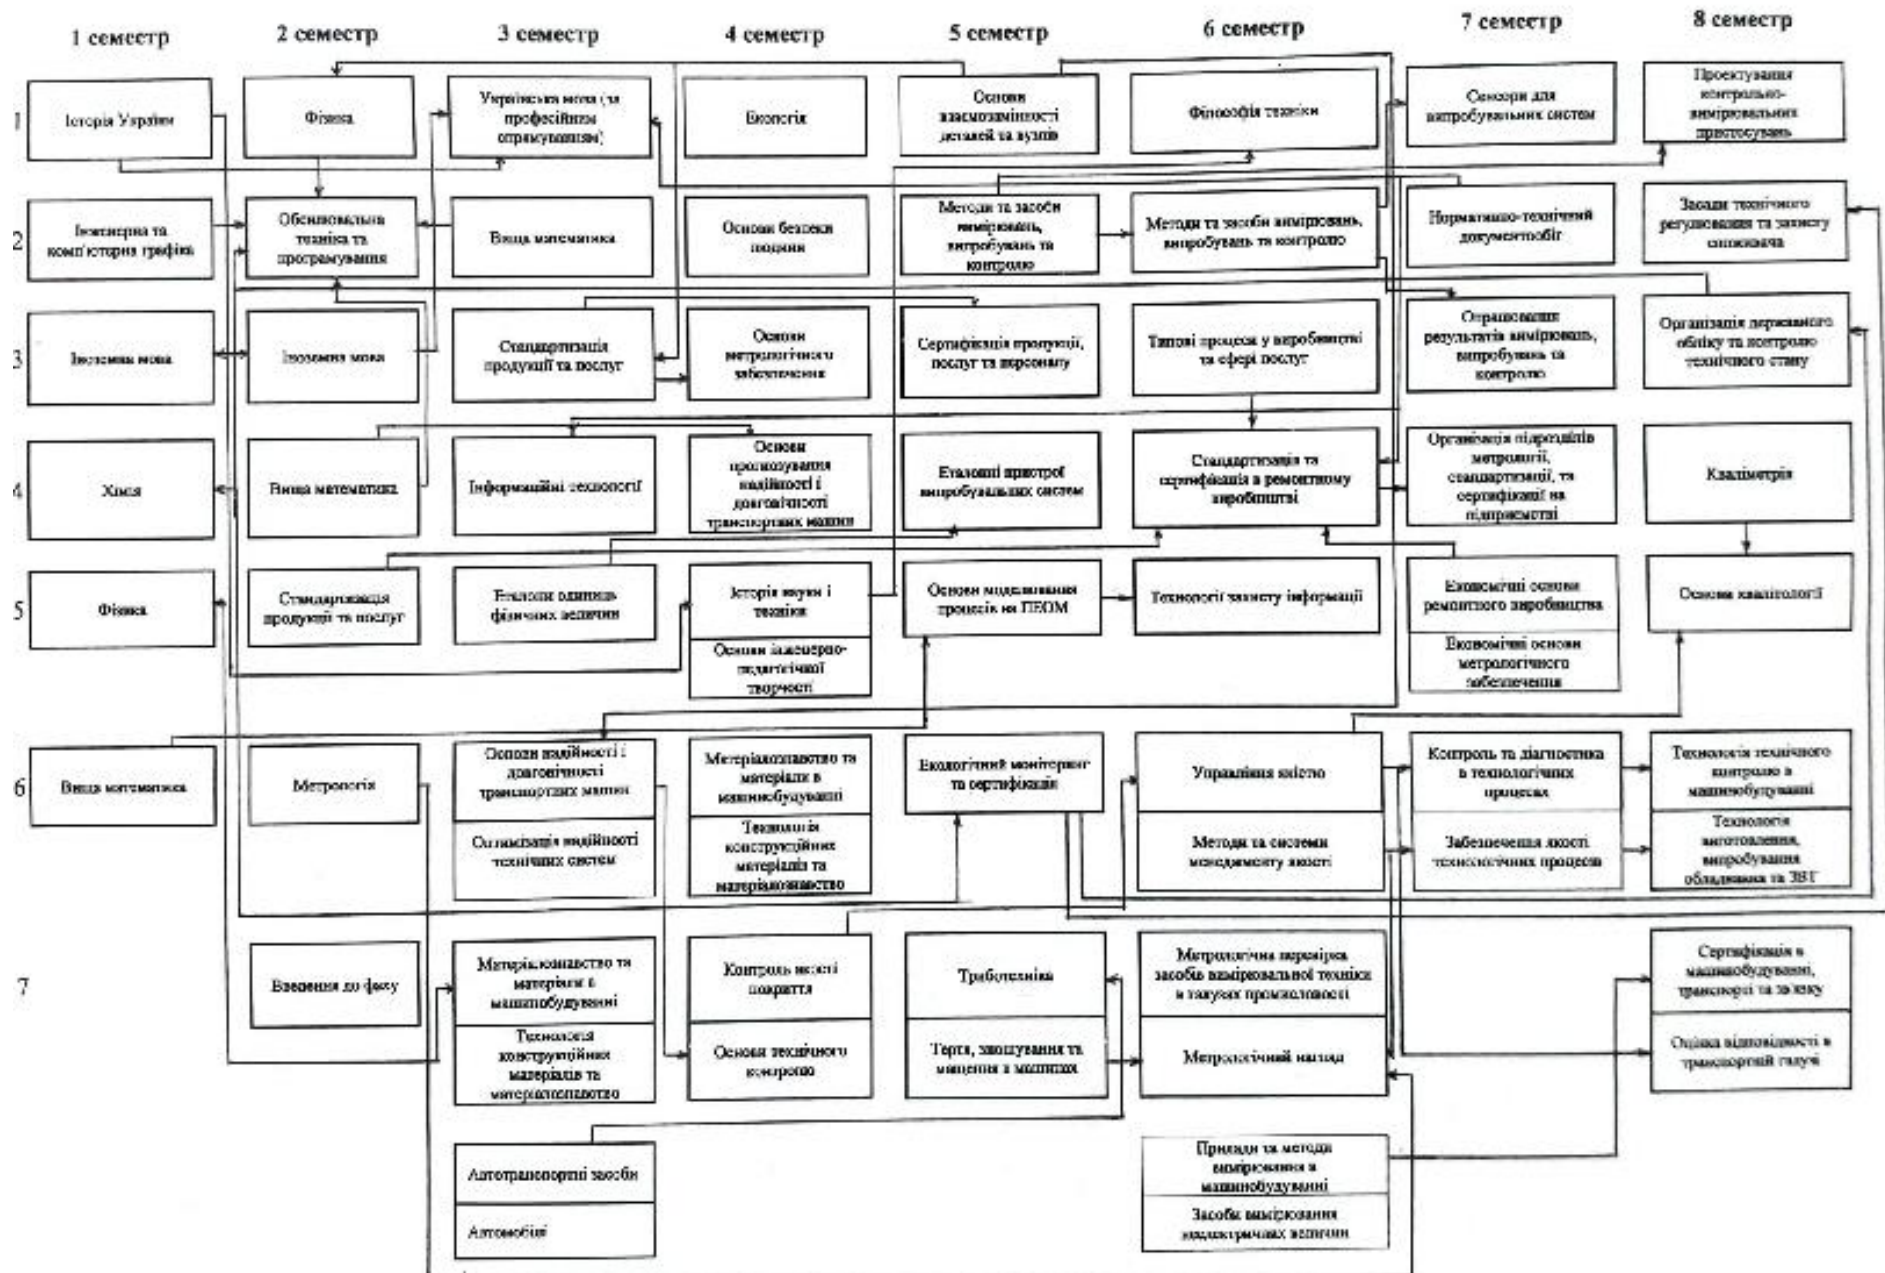 1 семестр
2 семестр
3 семестр
4 семестр
5 семестр
6 семестр
7 семестр
8 семестр
1
Історія України
Фізика
Українська мова (за
професійним
спрямуванням)
Екологія
Основи
взаємозамінності
деталей та вузлів
Філософія техніки
Сенсори для
випробувальних систем
Проектування
контрольно-
вимірювальних
пристосувань
2
Інженерна та
комп'ютерна графіка
Обчислювальна
техніка та
програмування
Вища математика
Основи безпеки
людини
Методи та засоби
вимірювань,
випробувань та
контролю
Методи та засоби вимірювань,
випробувань та контролю
Нормативно-технічний
документообіг
Засади технічного
регулювання та захисту
споживача
3
Іноземна мова
Іноземна мова
Стандартизація
продукції та послуг
Основи
метрологічного
забезпечення
Сертифікація продукції,
послуг та персоналу
Типові процеси у виробництві
та сфері послуг
Опрацювання
результатів вимірювань,
випробувань та
контролю
Організація державного
обліку та контролю
технічного стану
4
Хімія
Вища математика
Інформаційні технології
Основи
прогнозування
надійності і
довговічності
транспортних машин
Еталонні пристрої
випробувальних систем
Стандартизація та
сертифікація в ремонтному
виробництві
Організація підрозділів
метрології,
стандартизації, та
сертифікації на
підприємстві
Кваліметрія
5
Фізика
Стандартизація
продукції та послуг
Еталони одиниць
фізичних величин
Історія науки і
техніки
Основи інженерно-
педагогічної
творчості
Основи моделювання
процесів на ПЕОМ
Технології захисту інформації
Економічні основи
ремонтного виробництва
Економічні основи
метрологічного
забезпечення
Основи квалітології
6
Вища математика
Метрологія
Основи надійності і
довговічності
транспортних машин
Оптимізація надійності
технічних систем
Матеріалознавство та
матеріали в
машинобудуванні
Технологія
конструкційних
матеріалів та
матеріалознавство
Екологічний моніторинг
та сертифікація
Управління якістю
Методи та системи
менеджменту якості
Контроль та діагностика
в технологічних
процесах
Забезпечення якості
технологічних процесів
Технологія технічного
контролю в
машинобудуванні
Технологія
виготовлення,
випробування
обладнання та ЗВТ
7
Введення до фаху
Матеріалознавство та
матеріали в
машинобудуванні
Технологія
конструкційних
матеріалів та
матеріалознавство
Контроль якості
покриття
Основи технічного
контролю
Триботехніка
Тертя, зношування та
мащення в машинах
Метрологічна перевірка
засобів вимірювальної техніки
в галузях промисловості
Метрологічний нагляд
Сертифікація в
машинобудуванні,
транспорті та зв'язку
Оцінка відповідності в
транспортній галузі
Автотранспортні засоби
Автомобілі
Прилади та методи
вимірювання в
машинобудуванні
Засоби вимірювання
неелектричних величин